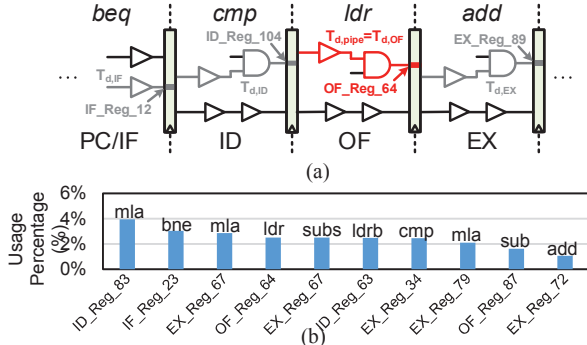 beq cmp ldr add
ID_Reg_104 T_d,pipe=T_d,OF EX_Reg_89
... T_d,IF ...
IF_Reg_12 T_d,ID OF_Reg_64 T_d,EX
PC/IF ID OF EX
(a)
Usage
Percentage
(%)
6%
4%
2%
0%
mla bne mla ldr subs ldrb cmp mla sub add
ID_Reg_83 IF_Reg_23 EX_Reg_67 OF_Reg_64 EX_Reg_67 ID_Reg_63 EX_Reg_34 EX_Reg_79 OF_Reg_87 EX_Reg_72
(b)